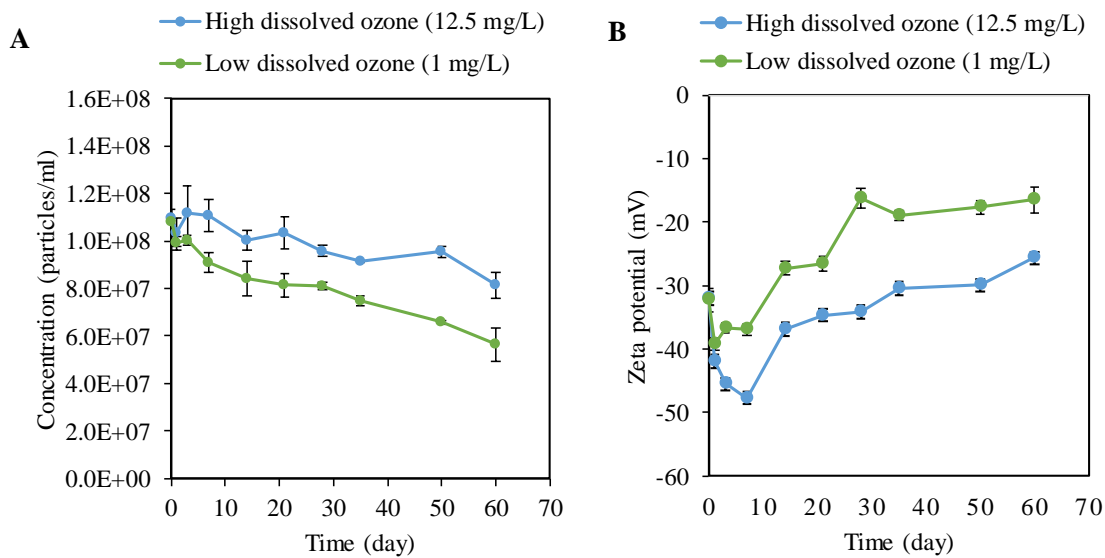 A
High dissolved ozone (12.5 mg/L)
Low dissolved ozone (1 mg/L)
Concentration (particles/ml)
1.6E+08
1.4E+08
1.2E+08
1.0E+08
8.0E+07
6.0E+07
4.0E+07
2.0E+07
0.0E+00
0 10 20 30 40 50 60 70
Time (day)
B
High dissolved ozone (12.5 mg/L)
Low dissolved ozone (1 mg/L)
Zeta potential (mV)
0
-10
-20
-30
-40
-50
-60
0 10 20 30 40 50 60 70
Time (day)